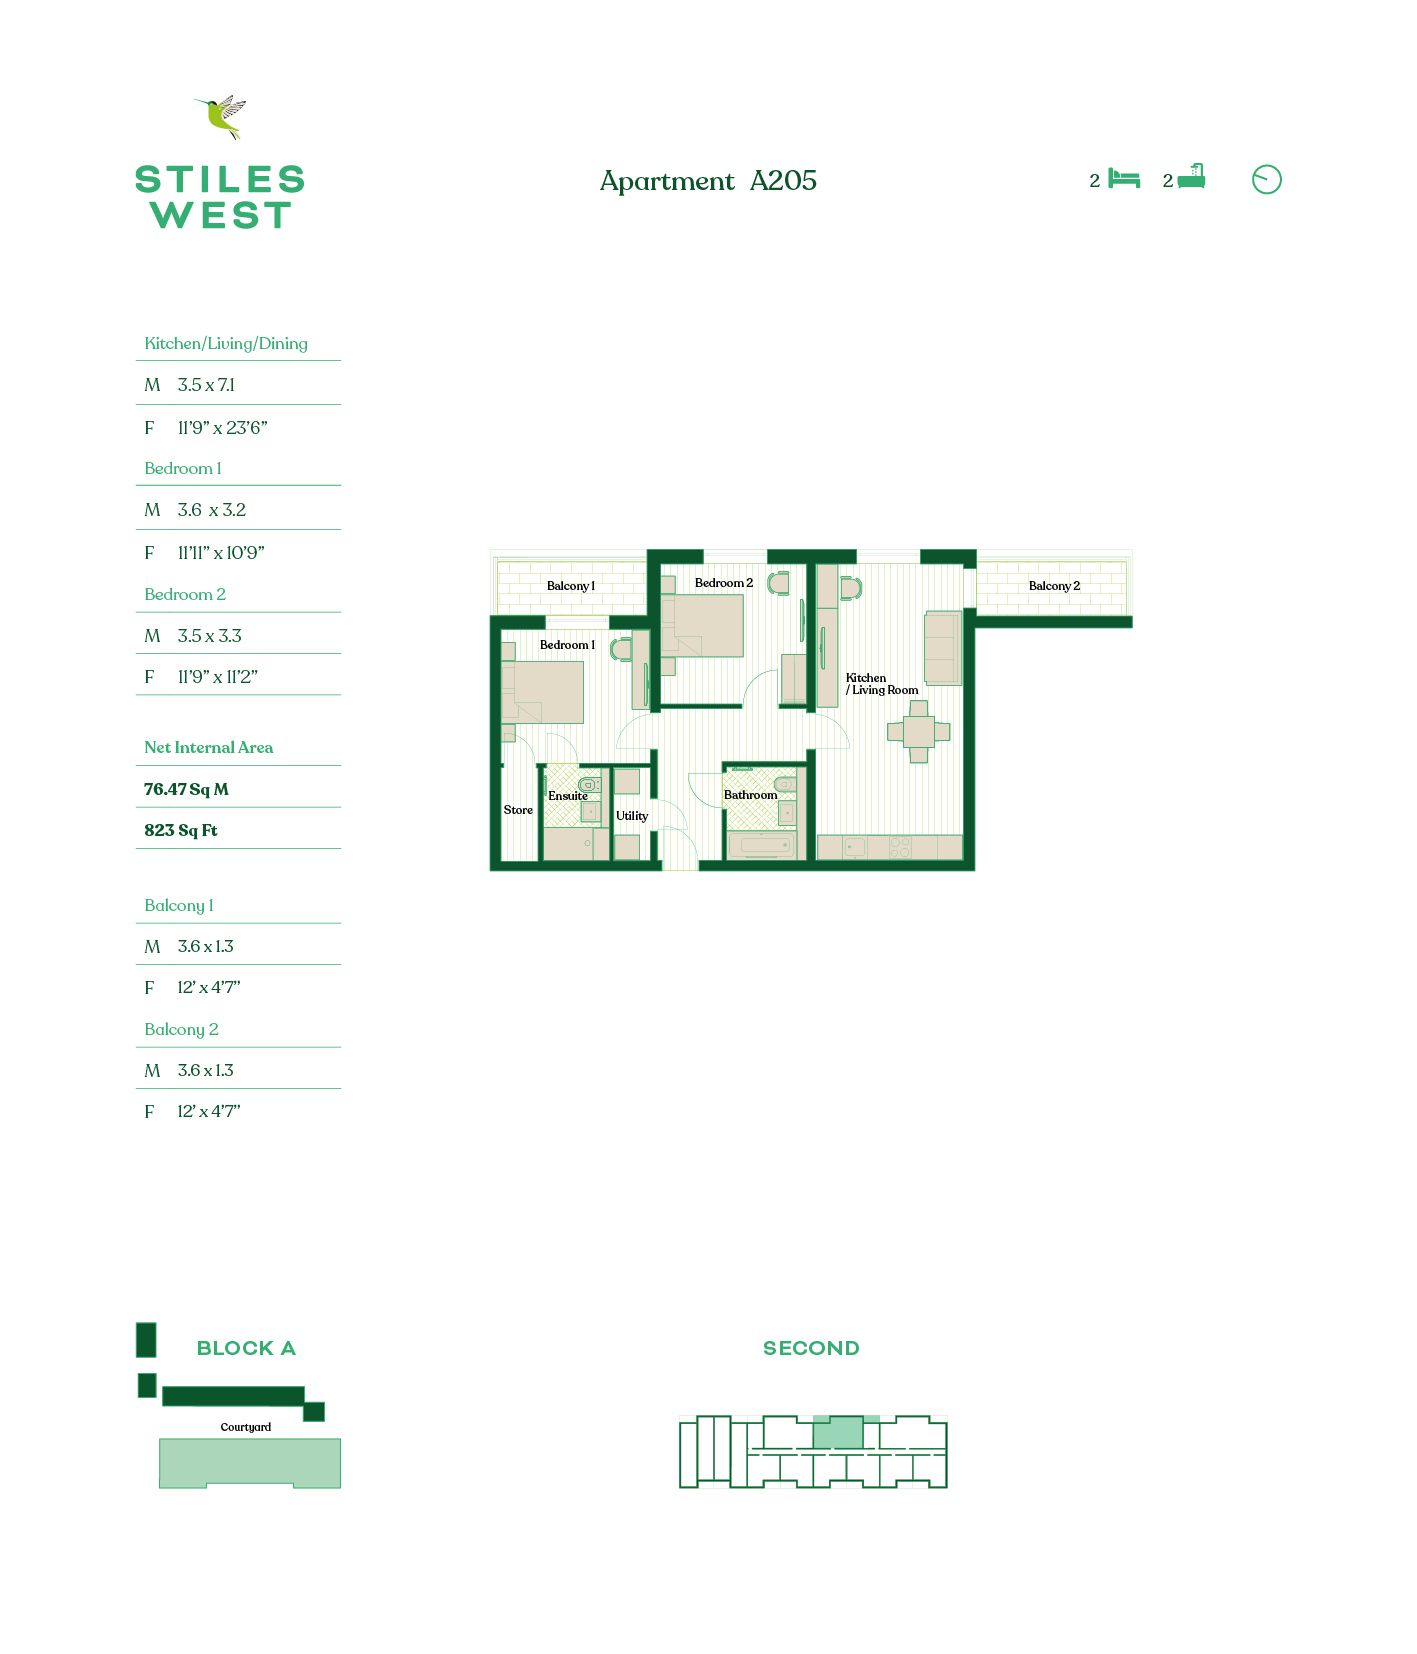 STILES
WEST
Apartment A205
2
2
Kitchen/Living/Dining
M 3.5 x 7.1
F 11’9” x 23’6”
Bedroom 1
M 3.6 x 3.2
F 11’11” x 10’9”
Bedroom 2
M 3.5 x 3.3
F 11’9” x 11’2”
Net Internal Area
76.47 Sq M
823 Sq Ft
Balcony 1
M 3.6 x 1.3
F 12’ x 4’7”
Balcony 2
M 3.6 x 1.3
F 12’ x 4’7”
Balcony 1
Bedroom 2
Balcony 2
Bedroom 1
Kitchen
/ Living Room
Store
Ensuite
Utility
Bathroom
BLOCK A
Courtyard
SECOND